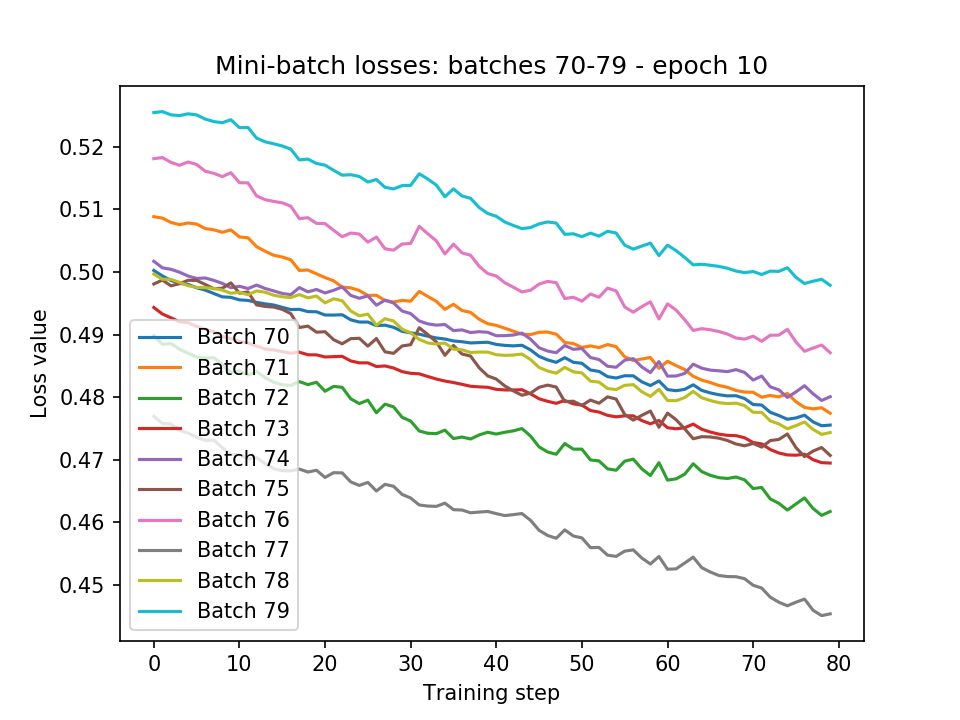 Mini-batch losses: batches 70-79 - epoch 10
0.52
0.51
0.50
0.49
0.48
0.47
0.46
0.45
Loss value
Batch 70
Batch 71
Batch 72
Batch 73
Batch 74
Batch 75
Batch 76
Batch 77
Batch 78
Batch 79
0 10 20 30 40 50 60 70 80
Training step